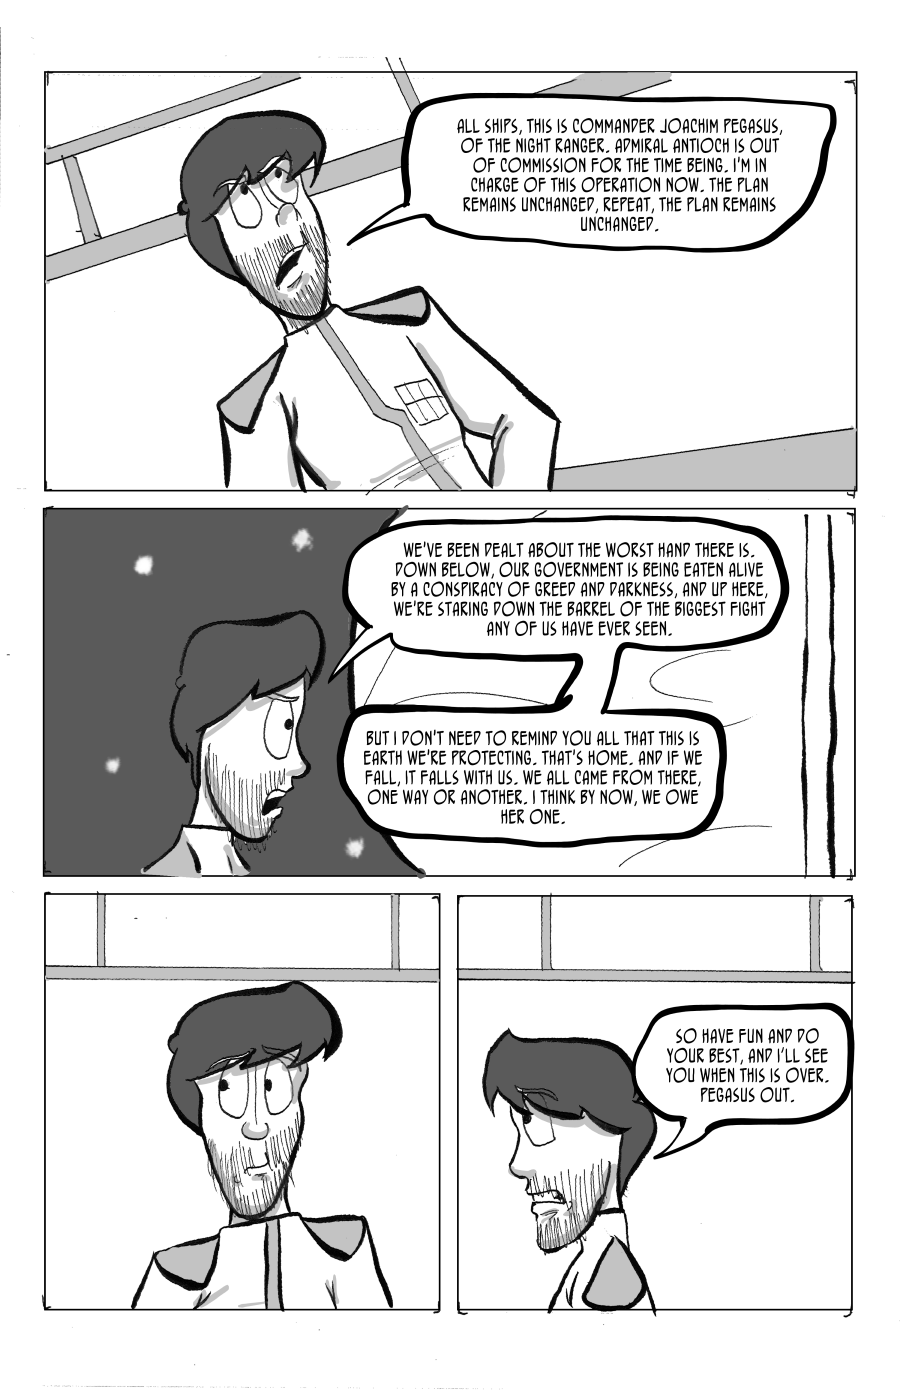 ALL SHIPS, THIS IS COMMANDER JOACHIM PEGASUS,
OF THE NIGHT RANGER. ADMIRAL ANTIOCH IS OUT
OF COMMISSION FOR THE TIME BEING. I'M IN
CHARGE OF THIS OPERATION NOW. THE PLAN
REMAINS UNCHANGED, REPEAT, THE PLAN REMAINS
UNCHANGED.
WE'VE BEEN DEALT ABOUT THE WORST HAND THERE IS.
DOWN BELOW, OUR GOVERNMENT IS BEING EATEN ALIVE
BY A CONSPIRACY OF GREED AND DARKNESS, AND UP HERE,
WE'RE STARING DOWN THE BARREL OF THE BIGGEST FIGHT
ANY OF US HAVE EVER SEEN.
BUT I DON'T NEED TO REMIND YOU ALL THAT THIS IS
EARTH WE'RE PROTECTING. THAT'S HOME. AND IF WE
FALL, IT FALLS WITH US. WE ALL CAME FROM THERE,
ONE WAY OR ANOTHER. I THINK BY NOW, WE OWE
HER ONE.
SO HAVE FUN AND DO
YOUR BEST, AND I'LL SEE
YOU WHEN THIS IS OVER.
PEGASUS OUT.